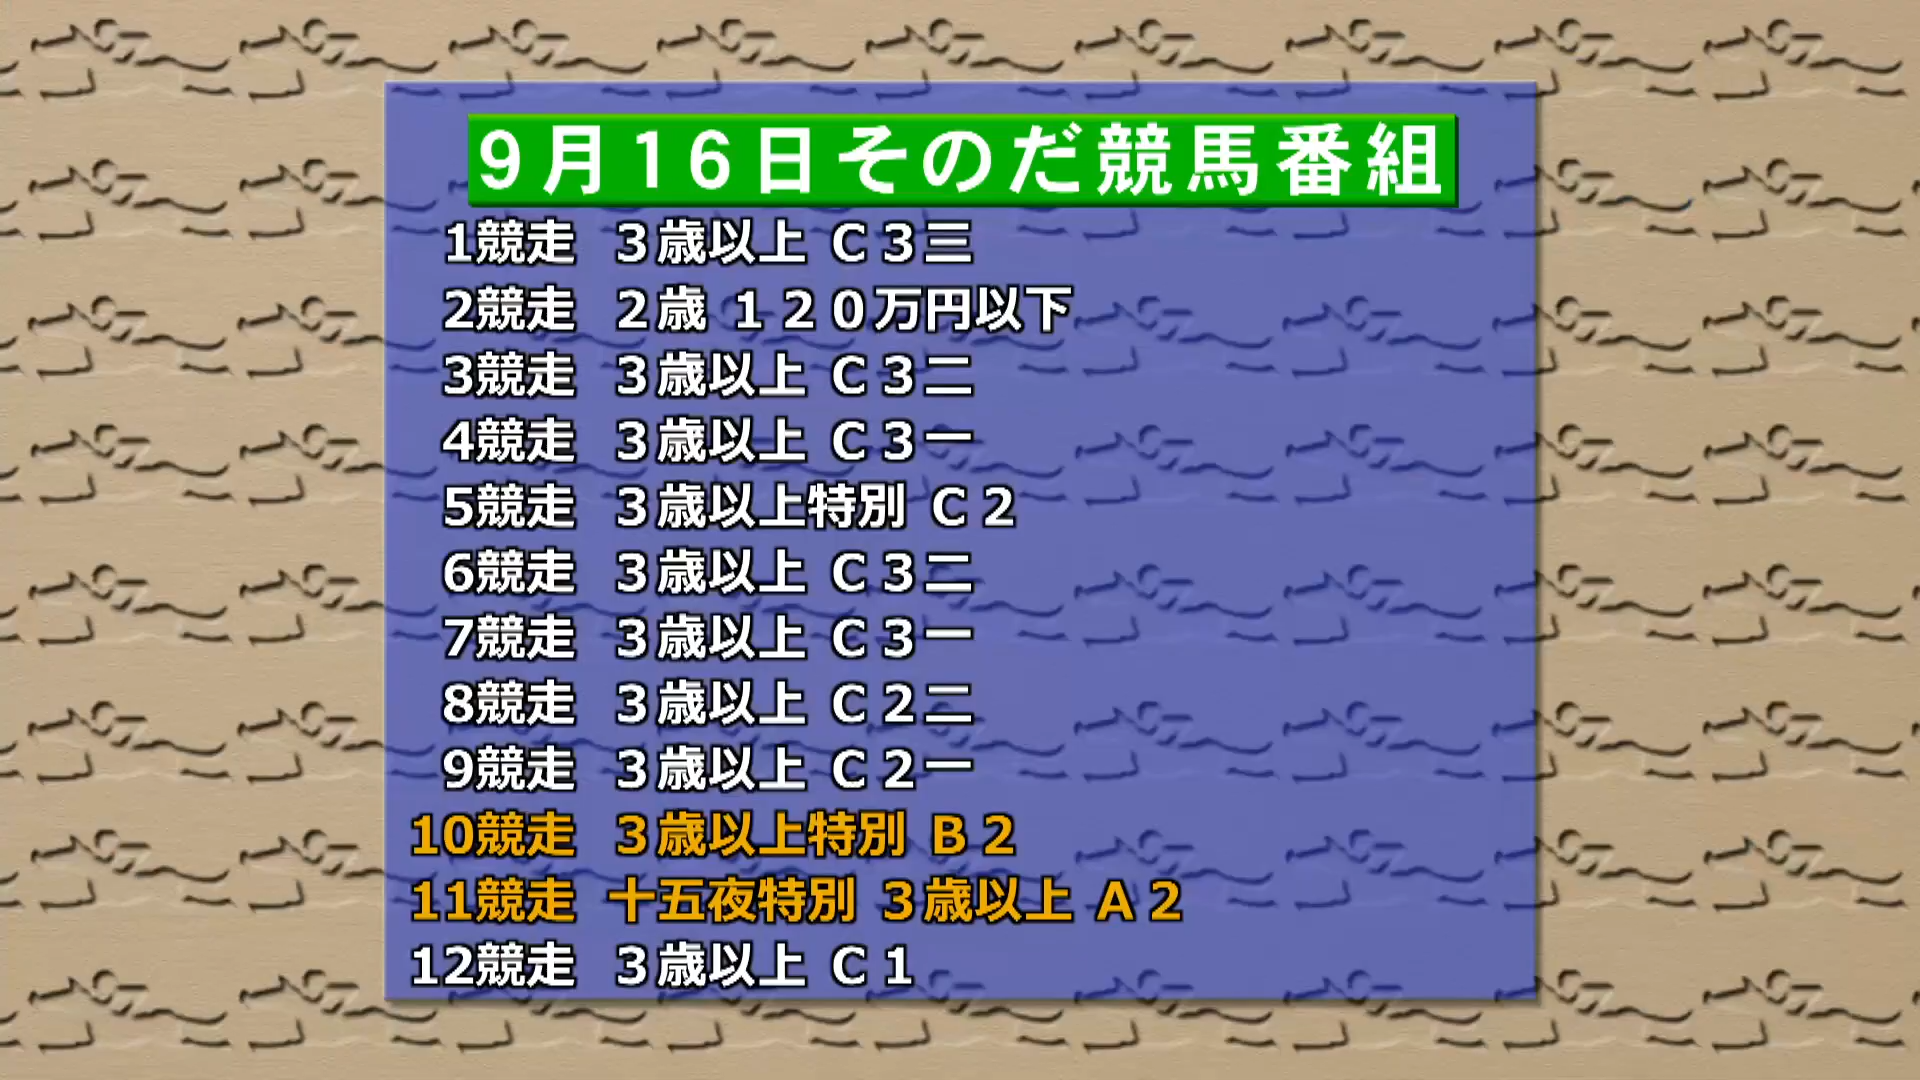 ９月１６日そのだ競馬番組
1競走 ３歳以上 Ｃ３三
2競走 ２歳 １２０万円以下
3競走 ３歳以上 Ｃ３二
4競走 ３歳以上 Ｃ３一
5競走 ３歳以上特別 Ｃ２
6競走 ３歳以上 Ｃ３二
7競走 ３歳以上 Ｃ３一
8競走 ３歳以上 Ｃ２二
9競走 ３歳以上 Ｃ２一
10競走 ３歳以上特別 Ｂ２
11競走 十五夜特別 ３歳以上 Ａ２
12競走 ３歳以上 Ｃ１